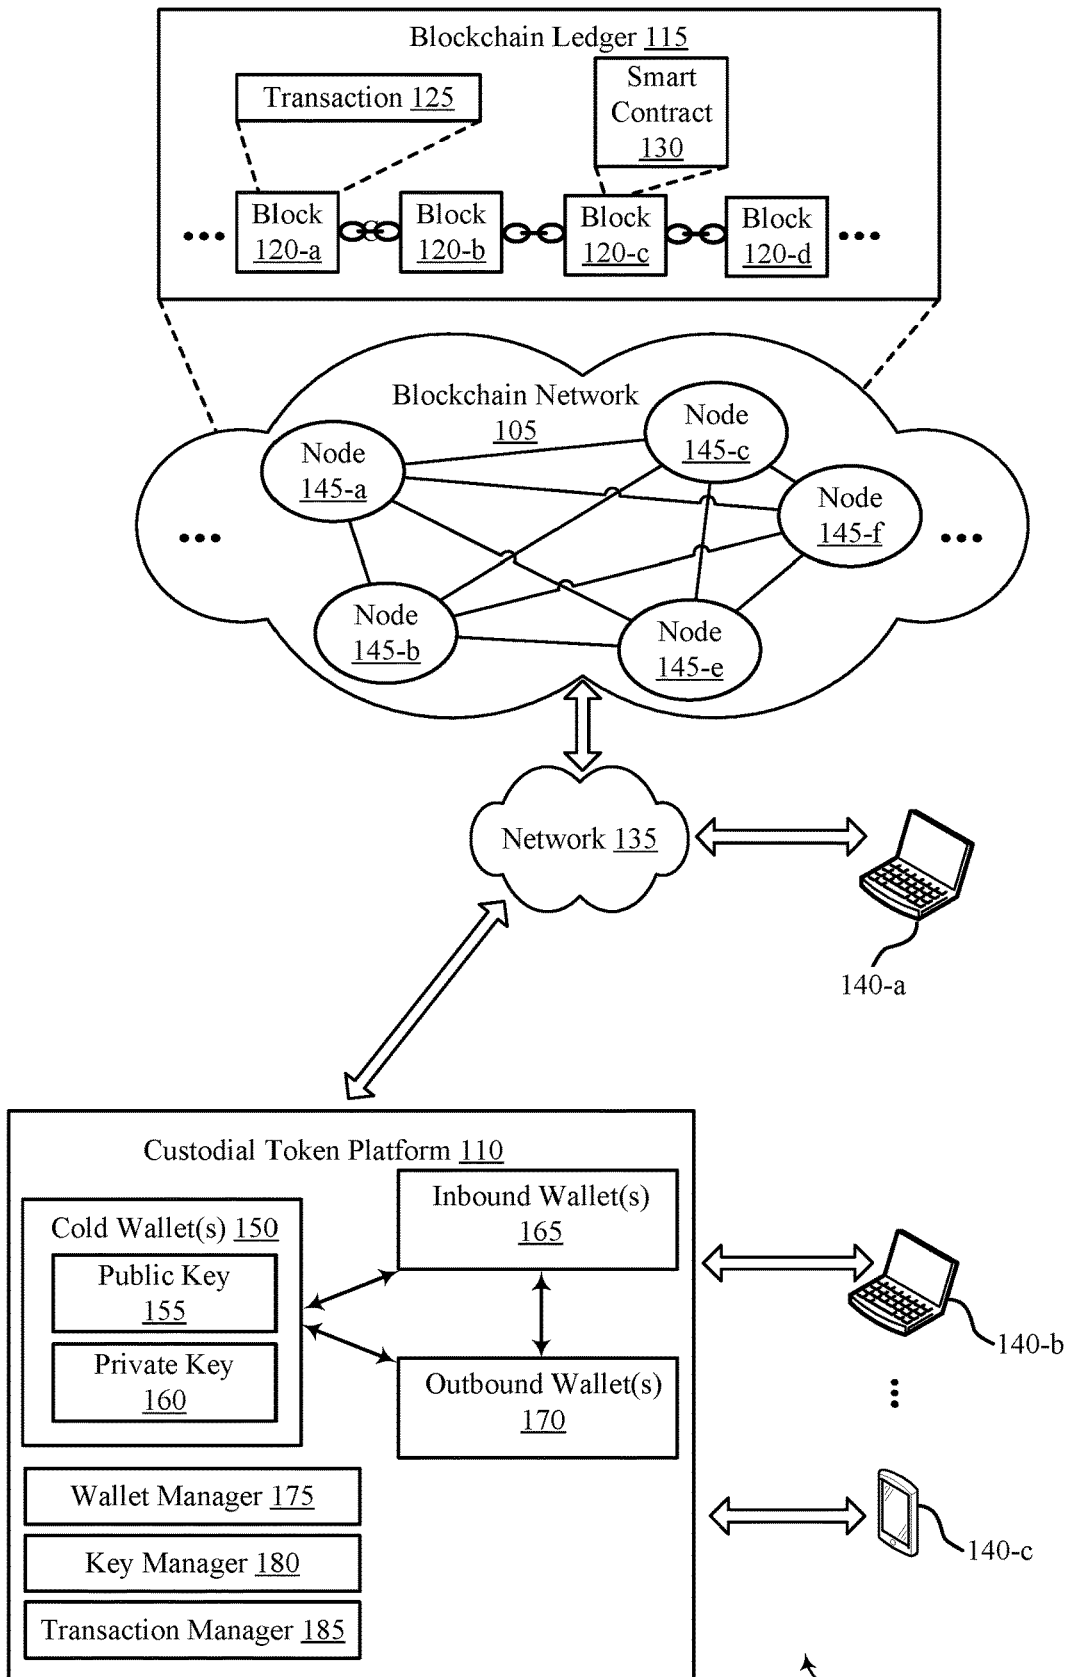 Blockchain Ledger 115
Transaction 125
Smart
Contract
130
Block
120-a
Block
120-b
Block
120-c
Block
120-d
Blockchain Network
105
Node
145-a
Node
145-c
Node
145-f
Node
145-b
Node
145-e
Network 135
140-a
Custodial Token Platform 110
Cold Wallet(s) 150
Public Key
155
Private Key
160
Inbound Wallet(s)
165
Outbound Wallet(s)
170
140-b
Wallet Manager 175
Key Manager 180
Transaction Manager 185
140-c